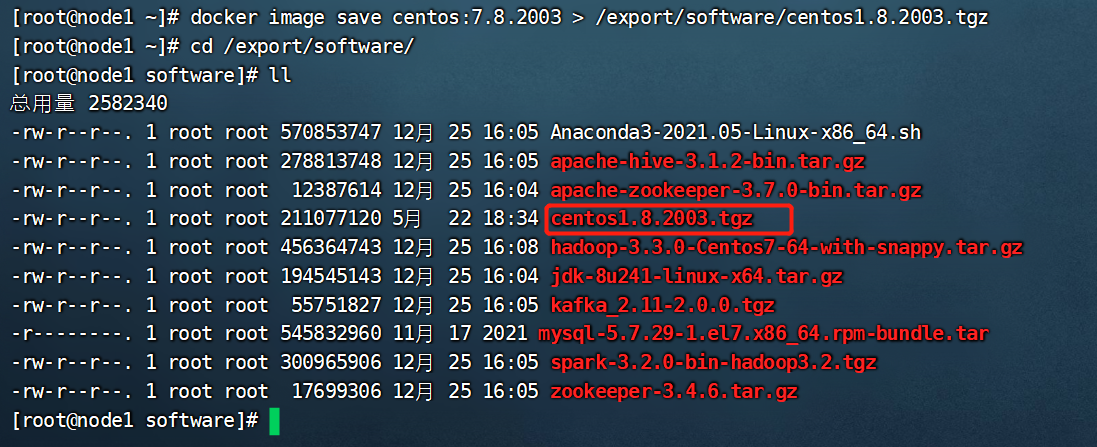 [root@node1 ~]# docker image save centos:7.8.2003 > /export/software/centos1.8.2003.tgz
[root@node1 ~]# cd /export/software/
[root@node1 software]# ll
总用量 2582340
-rw-r--r--. 1 root root 570853747 12月 25 16:05 Anaconda3-2021.05-Linux-x86_64.sh
-rw-r--r--. 1 root root 278813748 12月 25 16:05 apache-hive-3.1.2-bin.tar.gz
-rw-r--r--. 1 root root  12387614 12月 25 16:04 apache-zookeeper-3.7.0-bin.tar.gz
-rw-r--r--. 1 root root 211077120 5月  22 18:34 centos1.8.2003.tgz
-rw-r--r--. 1 root root 456364743 12月 25 16:08 hadoop-3.3.0-Centos7-64-with-snappy.tar.gz
-rw-r--r--. 1 root root 194545143 12月 25 16:04 jdk-8u241-linux-x64.tar.gz
-rw-r--r--. 1 root root  55751827 12月 25 16:05 kafka_2.11-2.0.0.tgz
-r--------. 1 root root 545832960 11月 17 2021 mysql-5.7.29-1.el7.x86_64.rpm-bundle.tar
-rw-r--r--. 1 root root 300965906 12月 25 16:05 spark-3.2.0-bin-hadoop3.2.tgz
-rw-r--r--. 1 root root  17699306 12月 25 16:05 zookeeper-3.4.6.tar.gz
[root@node1 software]#